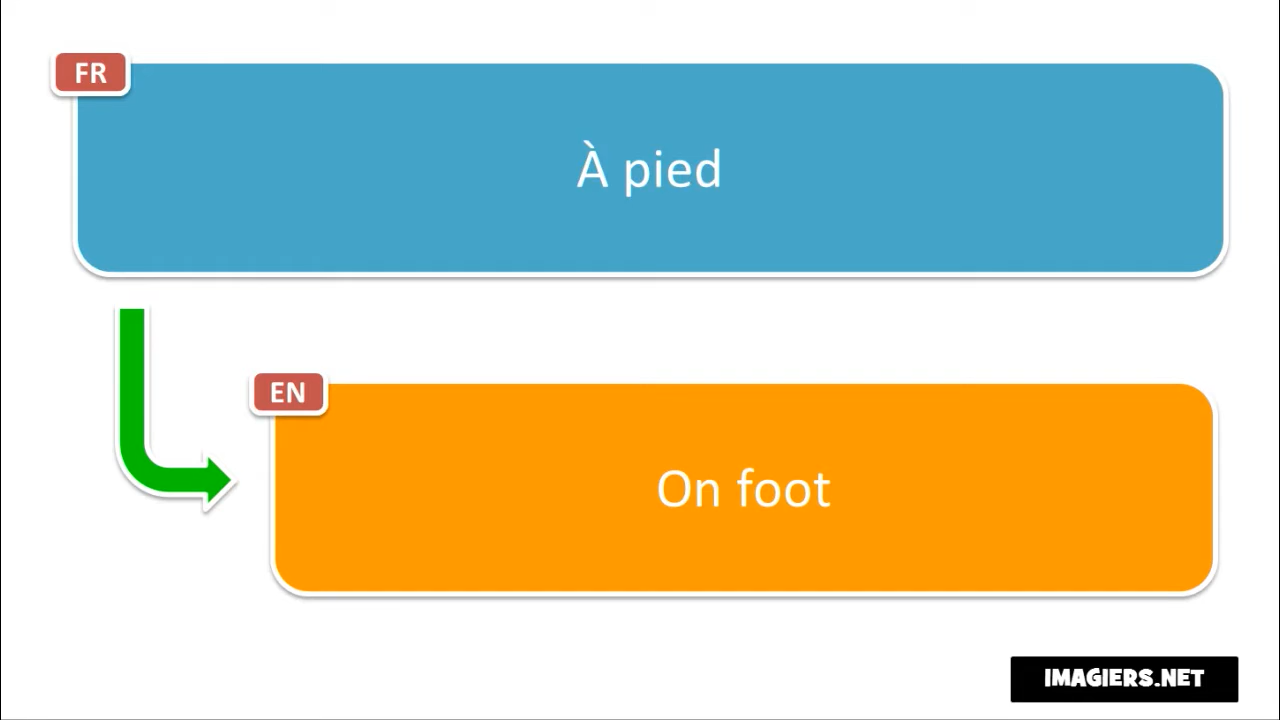 FR
À pied
EN
On foot
IMAGIERS.NET